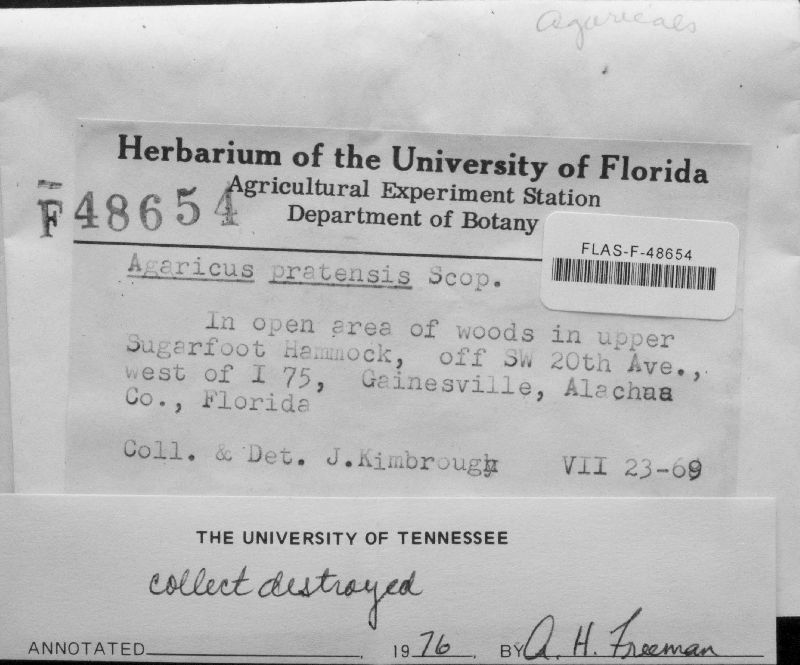 Agaricals
Herbarium of the University of Florida
Agricultural Experiment Station
F48654
Department of Botany
FLAS-F-48654
Agaricus pratensis Scop.
In open area of woods in upper
Sugarfoot Hammock, off SW 20th Ave.,
west of I 75, Gainesville, Alachua
Co., Florida
Coll. & Det. J.Kimbrough VII 23-69
THE UNIVERSITY OF TENNESSEE
collect destroyed
ANNOTATED 1976 BY A. H. Freeman